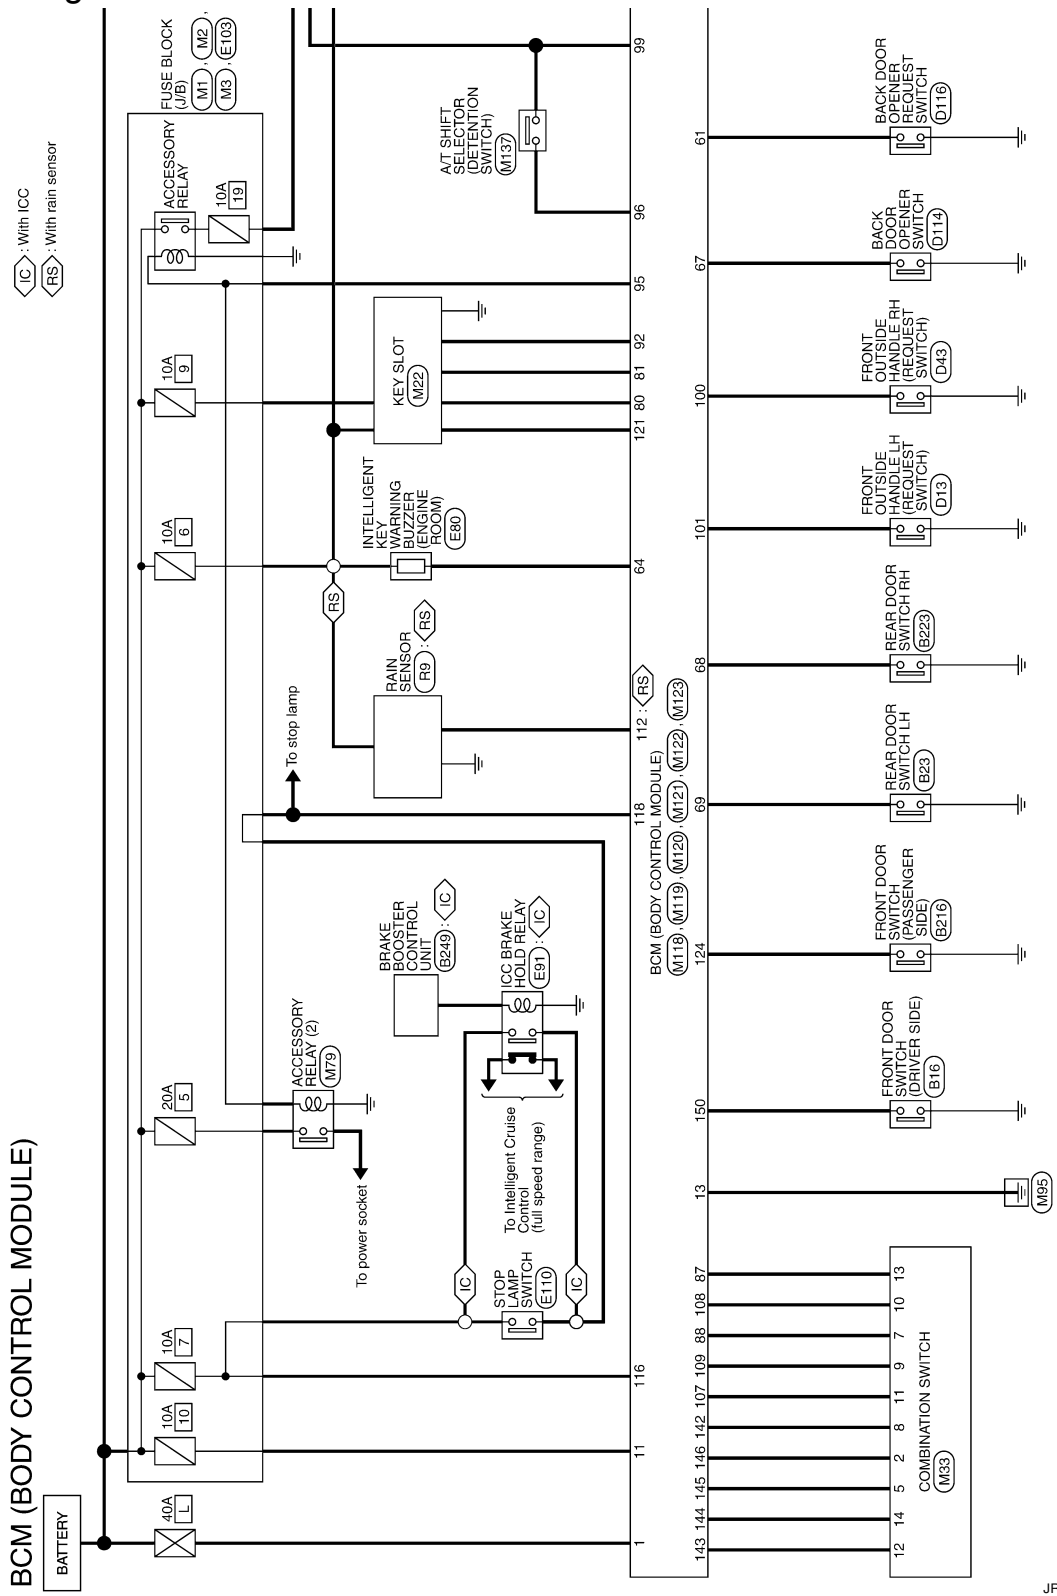 BCM (BODY CONTROL MODULE)
IC : With ICC
RS : With rain sensor
BATTERY
40A
L
10A
10
10A
7
20A
5
10A
6
10A
9
ACCESSORY
RELAY
10A
19
FUSE BLOCK
(J/B)
M1 , M2 ,
M3 , E103
ACCESSORY
RELAY (2)
M79
To power socket
To stop lamp
BRAKE
BOOSTER
CONTROL
UNIT
B249 : IC
ICC BRAKE
HOLD RELAY
E91 : IC
To Intelligent Cruise
Control
(full speed range)
IC
IC
STOP
LAMP
SWITCH
E110
RAIN
SENSOR
R9 : RS
RS
INTELLIGENT
KEY
WARNING
BUZZER
(ENGINE
ROOM)
E80
KEY SLOT
M22
A/T SHIFT
SELECTOR
(DETENTION
SWITCH)
M137
1
11
116
118
112 : RS
64
121
80
81
92
95
96
99
BCM (BODY CONTROL MODULE)
M118 , M119 , M120 , M121 , M122 , M123
143
144
145
146
142
107
109
88
108
87
13
150
124
69
68
101
100
67
61
12
14
5
2
8
11
9
7
10
13
COMBINATION SWITCH
M33
M95
FRONT DOOR
SWITCH
(DRIVER SIDE)
B16
FRONT DOOR
SWITCH
(PASSENGER
SIDE)
B216
REAR DOOR
SWITCH LH
B23
REAR DOOR
SWITCH RH
B223
FRONT
OUTSIDE
HANDLE LH
(REQUEST
SWITCH)
D13
FRONT
OUTSIDE
HANDLE RH
(REQUEST
SWITCH)
D43
BACK
DOOR
OPENER
SWITCH
D114
BACK DOOR
OPENER
REQUEST
SWITCH
D116